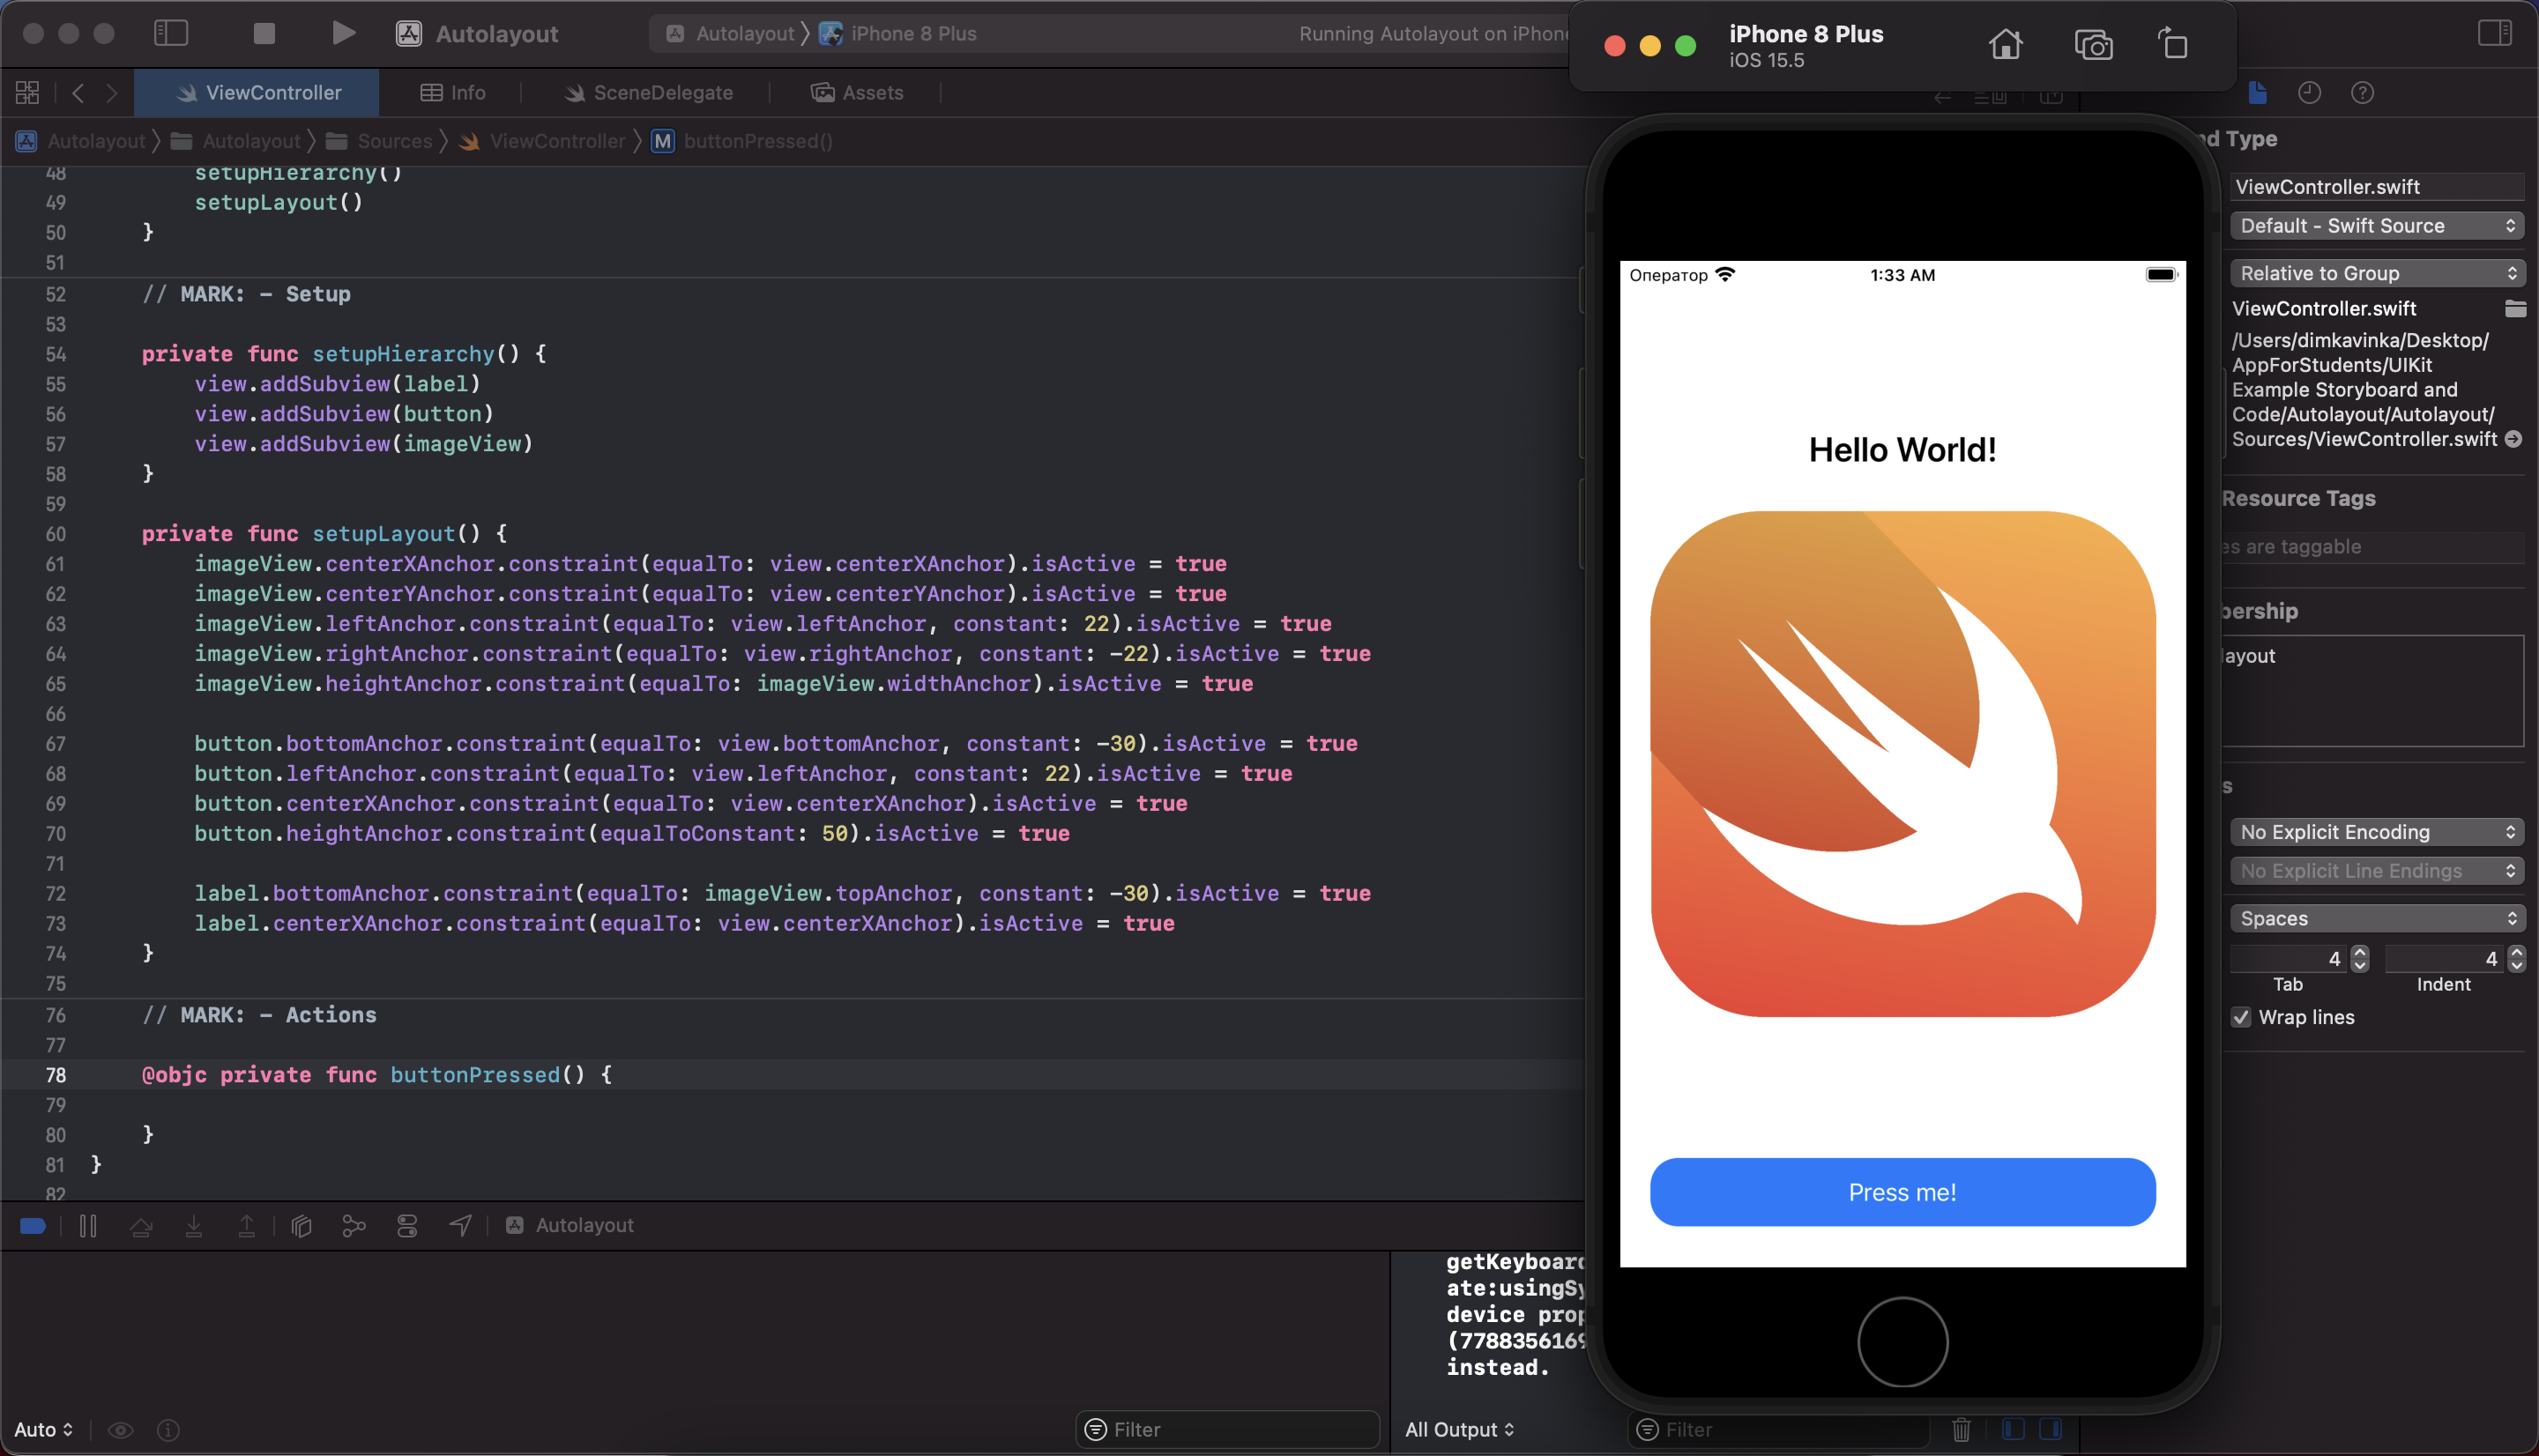 Autolayout
Autolayout
iPhone 8 Plus
Running Autolayout on iPhone
iPhone 8 Plus
iOS 15.5
ViewController
Info
SceneDelegate
Assets
Autolayout
Autolayout
Sources
ViewController
M
buttonPressed()
48 setupHierarchy()
49 setupLayout()
50 }
51
52 // MARK: - Setup
53
54 private func setupHierarchy() {
55 view.addSubview(label)
56 view.addSubview(button)
57 view.addSubview(imageView)
58 }
59
60 private func setupLayout() {
61 imageView.centerXAnchor.constraint(equalTo: view.centerXAnchor).isActive = true
62 imageView.centerYAnchor.constraint(equalTo: view.centerYAnchor).isActive = true
63 imageView.leftAnchor.constraint(equalTo: view.leftAnchor, constant: 22).isActive = true
64 imageView.rightAnchor.constraint(equalTo: view.rightAnchor, constant: -22).isActive = true
65 imageView.heightAnchor.constraint(equalTo: imageView.widthAnchor).isActive = true
66
67 button.bottomAnchor.constraint(equalTo: view.bottomAnchor, constant: -30).isActive = true
68 button.leftAnchor.constraint(equalTo: view.leftAnchor, constant: 22).isActive = true
69 button.centerXAnchor.constraint(equalTo: view.centerXAnchor).isActive = true
70 button.heightAnchor.constraint(equalToConstant: 50).isActive = true
71
72 label.bottomAnchor.constraint(equalTo: imageView.topAnchor, constant: -30).isActive = true
73 label.centerXAnchor.constraint(equalTo: view.centerXAnchor).isActive = true
74 }
75
76 // MARK: - Actions
77
78 @objc private func buttonPressed() {
79
80 }
81 }
82
Autolayout
getKeyboard
ate:usingSy
device prop
(7788356169
instead.
Auto
Filter
All Output
Filter
Оператор
1:33 AM
Hello World!
Press me!
nd Type
ViewController.swift
Default - Swift Source
Relative to Group
ViewController.swift
/Users/dimkavinka/Desktop/
AppForStudents/UIKit
Example Storyboard and
Code/Autolayout/Autolayout/
Sources/ViewController.swift
Resource Tags
es are taggable
bership
layout
s
No Explicit Encoding
No Explicit Line Endings
Spaces
4
4
Tab
Indent
Wrap lines